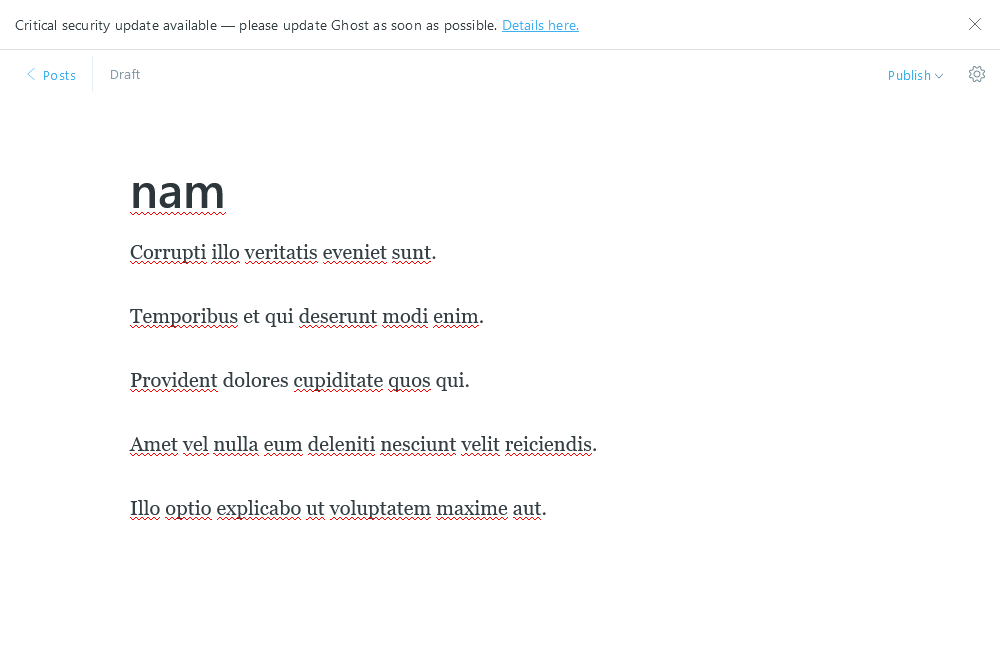 Critical security update available — please update Ghost as soon as possible. Details here.
Posts
Draft
Publish
nam
Corrupti illo veritatis eveniet sunt.
Temporibus et qui deserunt modi enim.
Provident dolores cupiditate quos qui.
Amet vel nulla eum deleniti nesciunt velit reiciendis.
Illo optio explicabo ut voluptatem maxime aut.